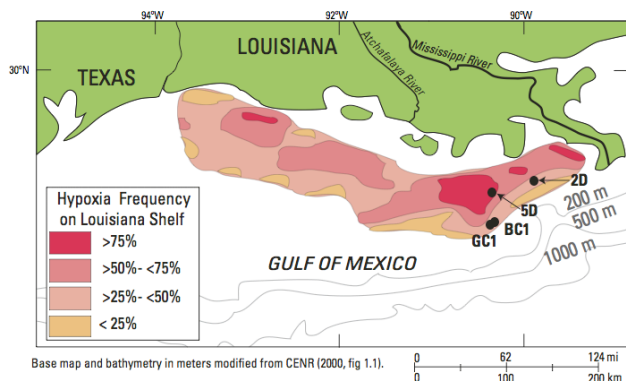 94°W
92°W
90°W
LOUISIANA
Mississippi River
Atchafalaya River
30°N
TEXAS
2D
200 m
5D
500 m
BC1
GC1
1000 m
GULF OF MEXICO
Hypoxia Frequency
on Louisiana Shelf
>75%
>50%-<75%
>25%-<50%
< 25%
Base map and bathymetry in meters modified from CENR (2000, fig 1.1).
0 62 124 mi
0 100 200 km